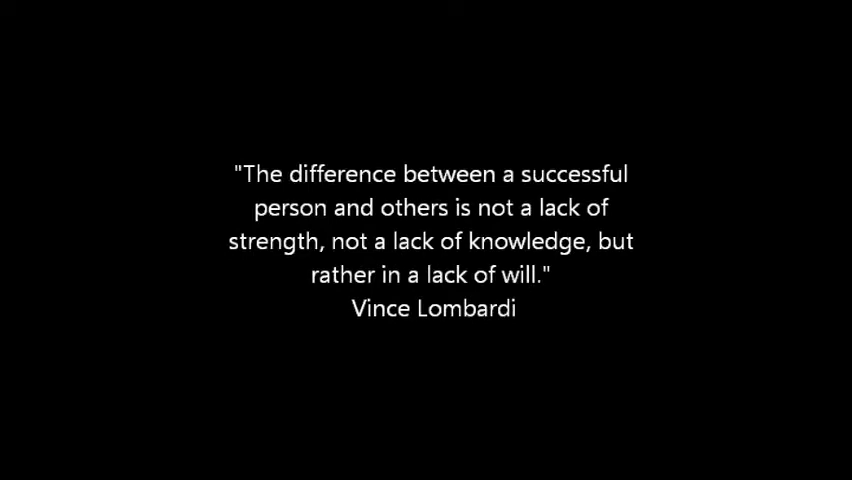 "The difference between a successful
person and others is not a lack of
strength, not a lack of knowledge, but
rather in a lack of will."
Vince Lombardi